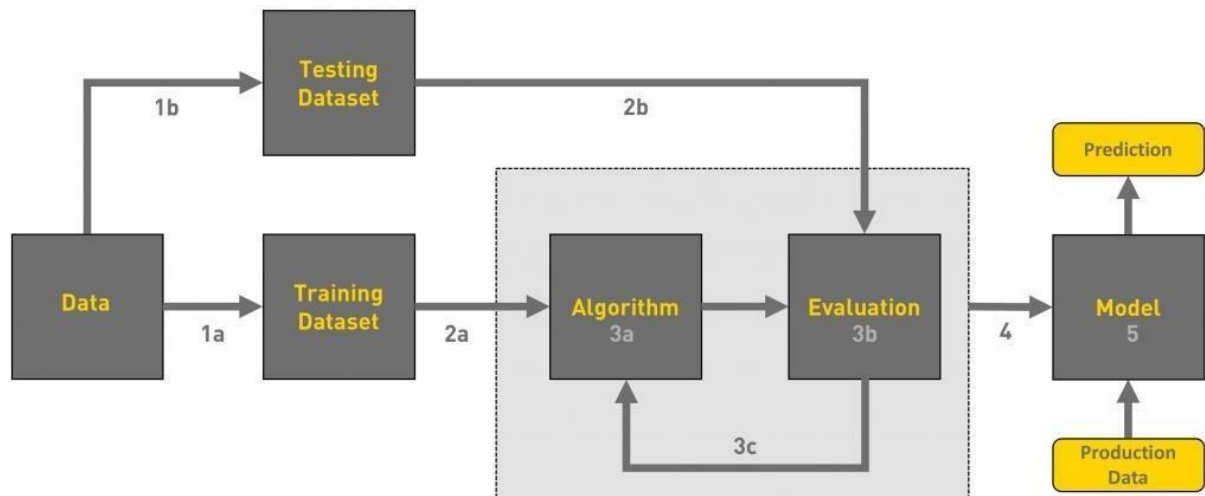 Testing
Dataset
1b
2b
Prediction
Data
Training
Dataset
Algorithm
3a
Evaluation
3b
Model
5
1a
2a
4
3c
Production
Data